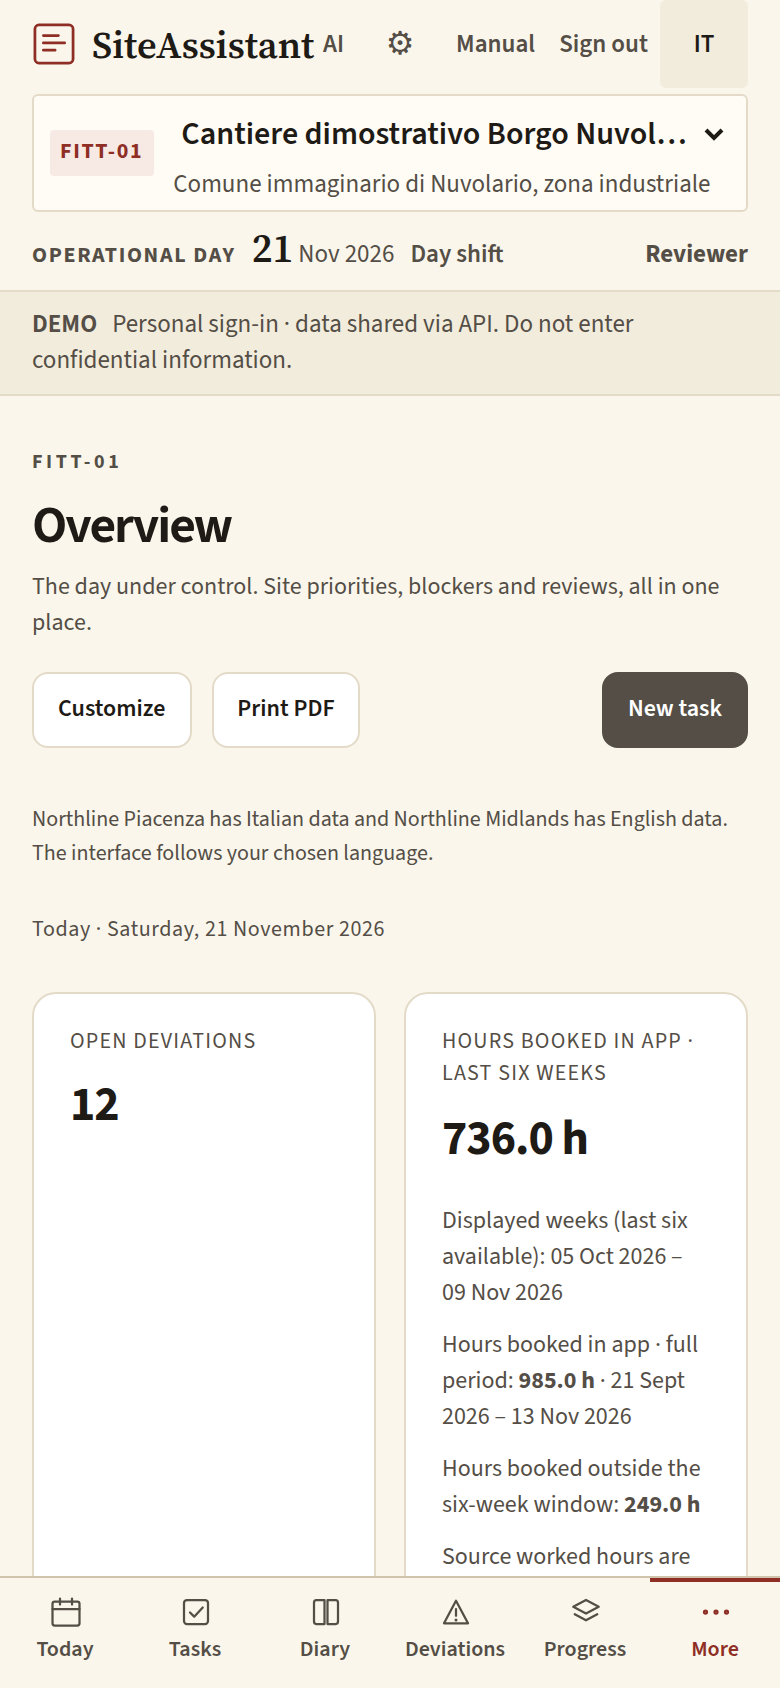 SiteAssistant AI ⚙ Manual Sign out IT
FITT-01 Cantiere dimostrativo Borgo Nuvol…
Comune immaginario di Nuvolario, zona industriale
OPERATIONAL DAY 21 Nov 2026 Day shift Reviewer
DEMO Personal sign-in · data shared via API. Do not enter
confidential information.
FITT-01
Overview
The day under control. Site priorities, blockers and reviews, all in one
place.
Customize Print PDF New task
Northline Piacenza has Italian data and Northline Midlands has English data.
The interface follows your chosen language.
Today · Saturday, 21 November 2026
OPEN DEVIATIONS
12
HOURS BOOKED IN APP ·
LAST SIX WEEKS
736.0 h
Displayed weeks (last six
available): 05 Oct 2026 –
09 Nov 2026
Hours booked in app · full
period: 985.0 h · 21 Sept
2026 – 13 Nov 2026
Hours booked outside the
six-week window: 249.0 h
Source worked hours are
Today Tasks Diary Deviations Progress More